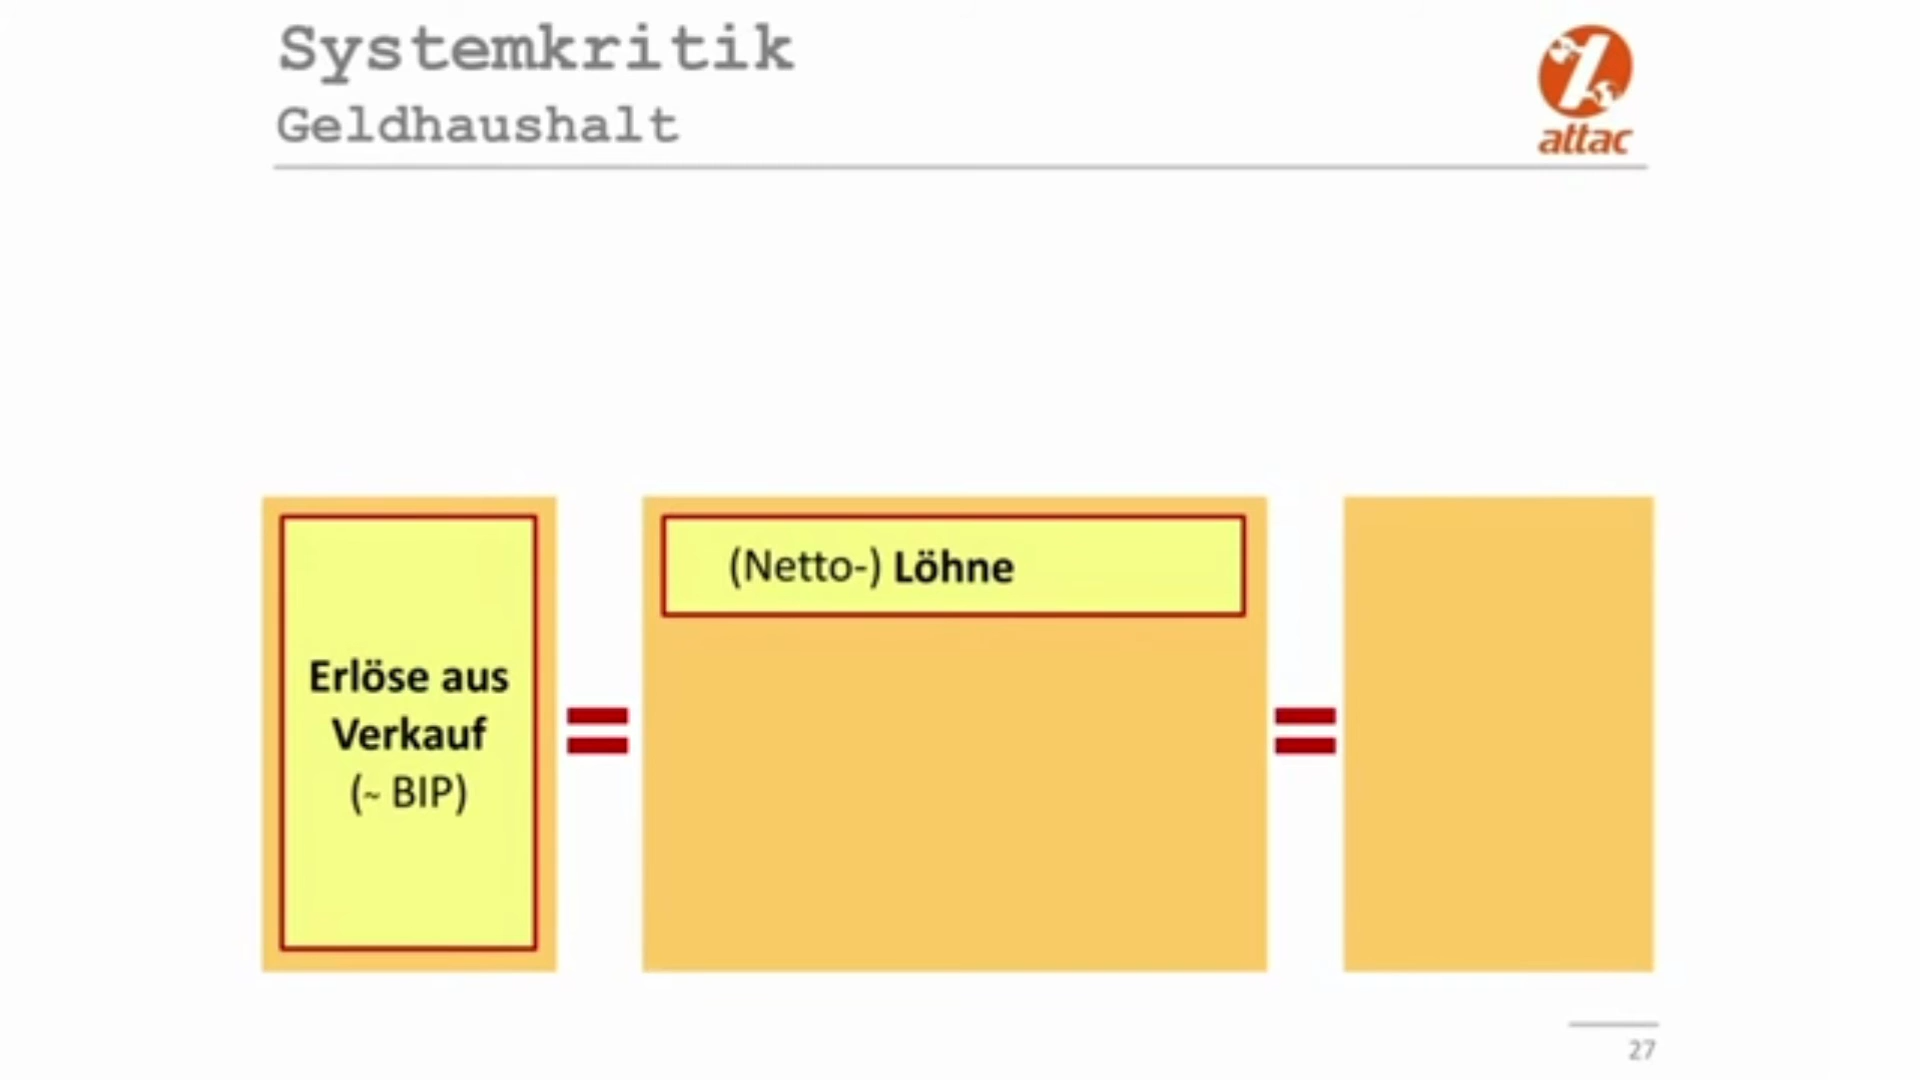 Systemkritik
Geldhaushalt
attac
Erlöse aus
Verkauf
(~ BIP)
=
(Netto-) Löhne
=
27